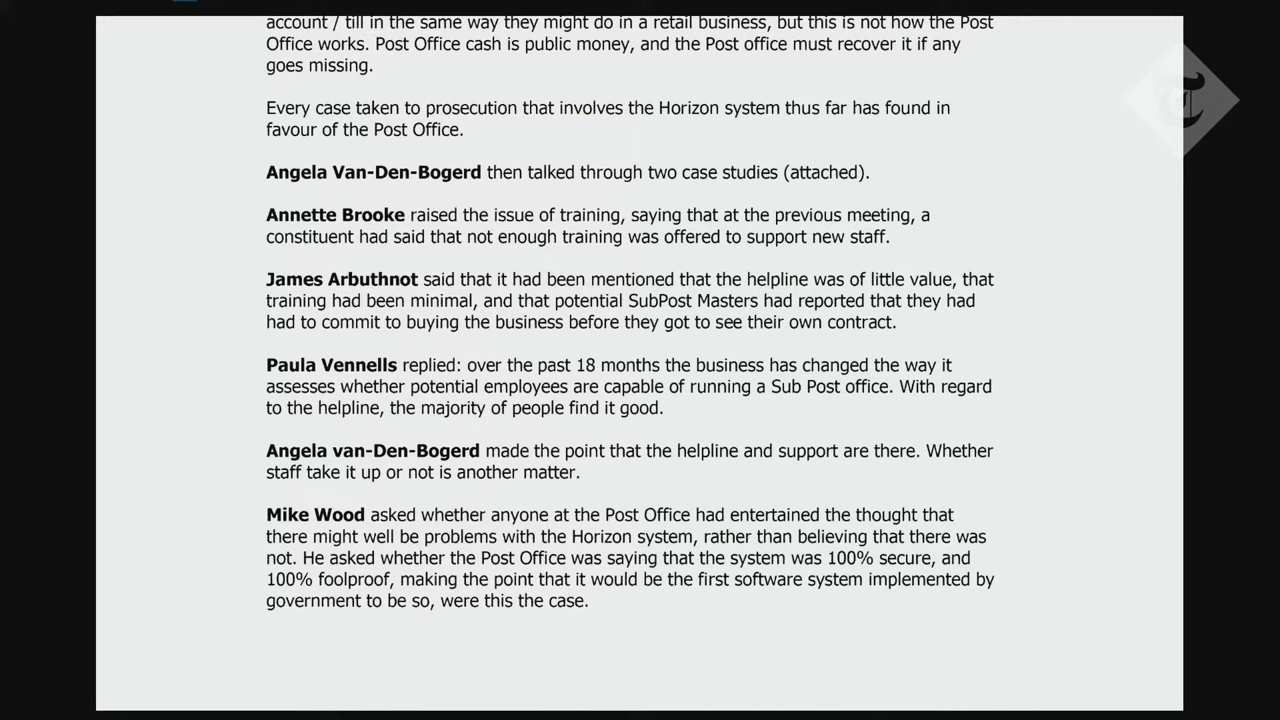 account / till in the same way they might do in a retail business, but this is not how the Post
Office works. Post Office cash is public money, and the Post office must recover it if any
goes missing.
Every case taken to prosecution that involves the Horizon system thus far has found in
favour of the Post Office.
Angela Van-Den-Bogerd then talked through two case studies (attached).
Annette Brooke raised the issue of training, saying that at the previous meeting, a
constituent had said that not enough training was offered to support new staff.
James Arbuthnot said that it had been mentioned that the helpline was of little value, that
training had been minimal, and that potential SubPost Masters had reported that they had
had to commit to buying the business before they got to see their own contract.
Paula Vennells replied: over the past 18 months the business has changed the way it
assesses whether potential employees are capable of running a Sub Post office. With regard
to the helpline, the majority of people find it good.
Angela van-Den-Bogerd made the point that the helpline and support are there. Whether
staff take it up or not is another matter.
Mike Wood asked whether anyone at the Post Office had entertained the thought that
there might well be problems with the Horizon system, rather than believing that there was
not. He asked whether the Post Office was saying that the system was 100% secure, and
100% foolproof, making the point that it would be the first software system implemented by
government to be so, were this the case.
T